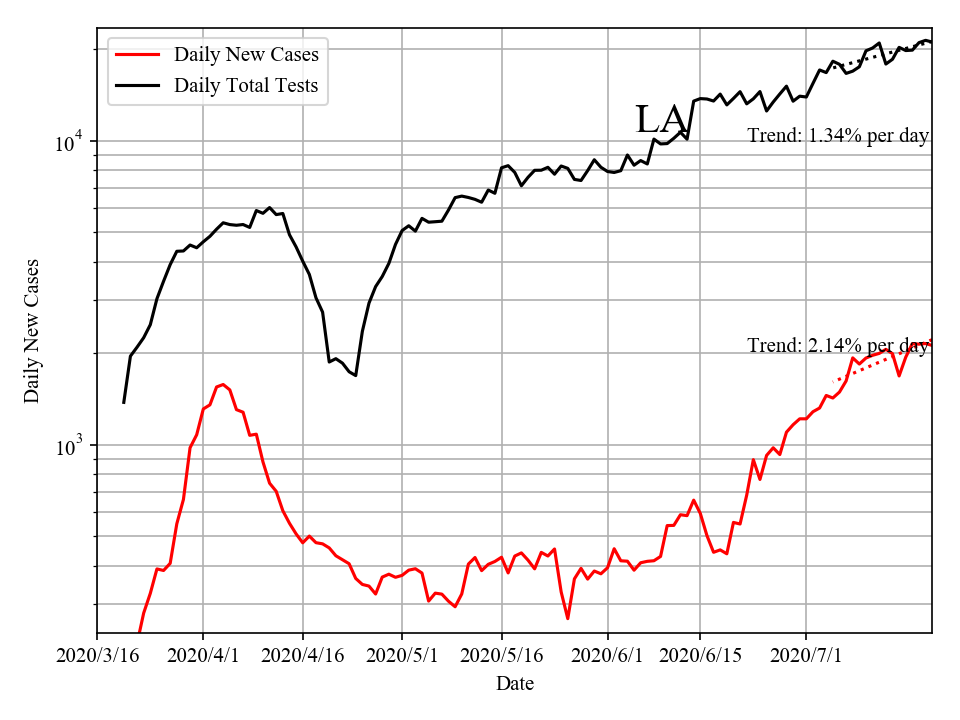 Daily New Cases
Daily Total Tests
LA
Trend: 1.34% per day
Trend: 2.14% per day
10^4
10^3
Daily New Cases
2020/3/16 2020/4/1 2020/4/16 2020/5/1 2020/5/16 2020/6/1 2020/6/15 2020/7/1
Date